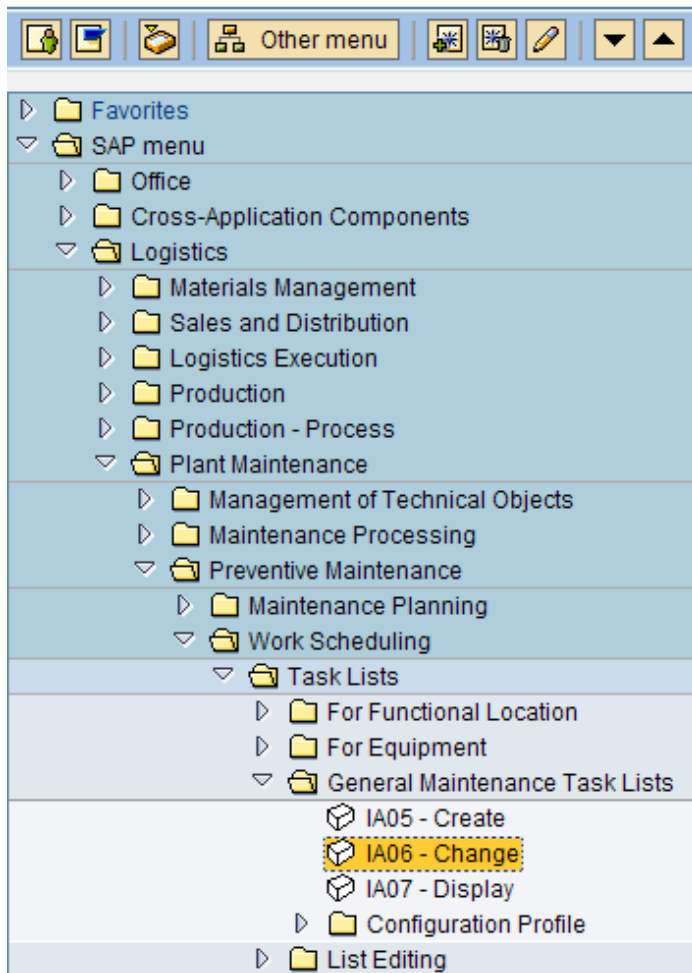 Other menu
Favorites
SAP menu
Office
Cross-Application Components
Logistics
Materials Management
Sales and Distribution
Logistics Execution
Production
Production - Process
Plant Maintenance
Management of Technical Objects
Maintenance Processing
Preventive Maintenance
Maintenance Planning
Work Scheduling
Task Lists
For Functional Location
For Equipment
General Maintenance Task Lists
IA05 - Create
IA06 - Change
IA07 - Display
Configuration Profile
List Editing